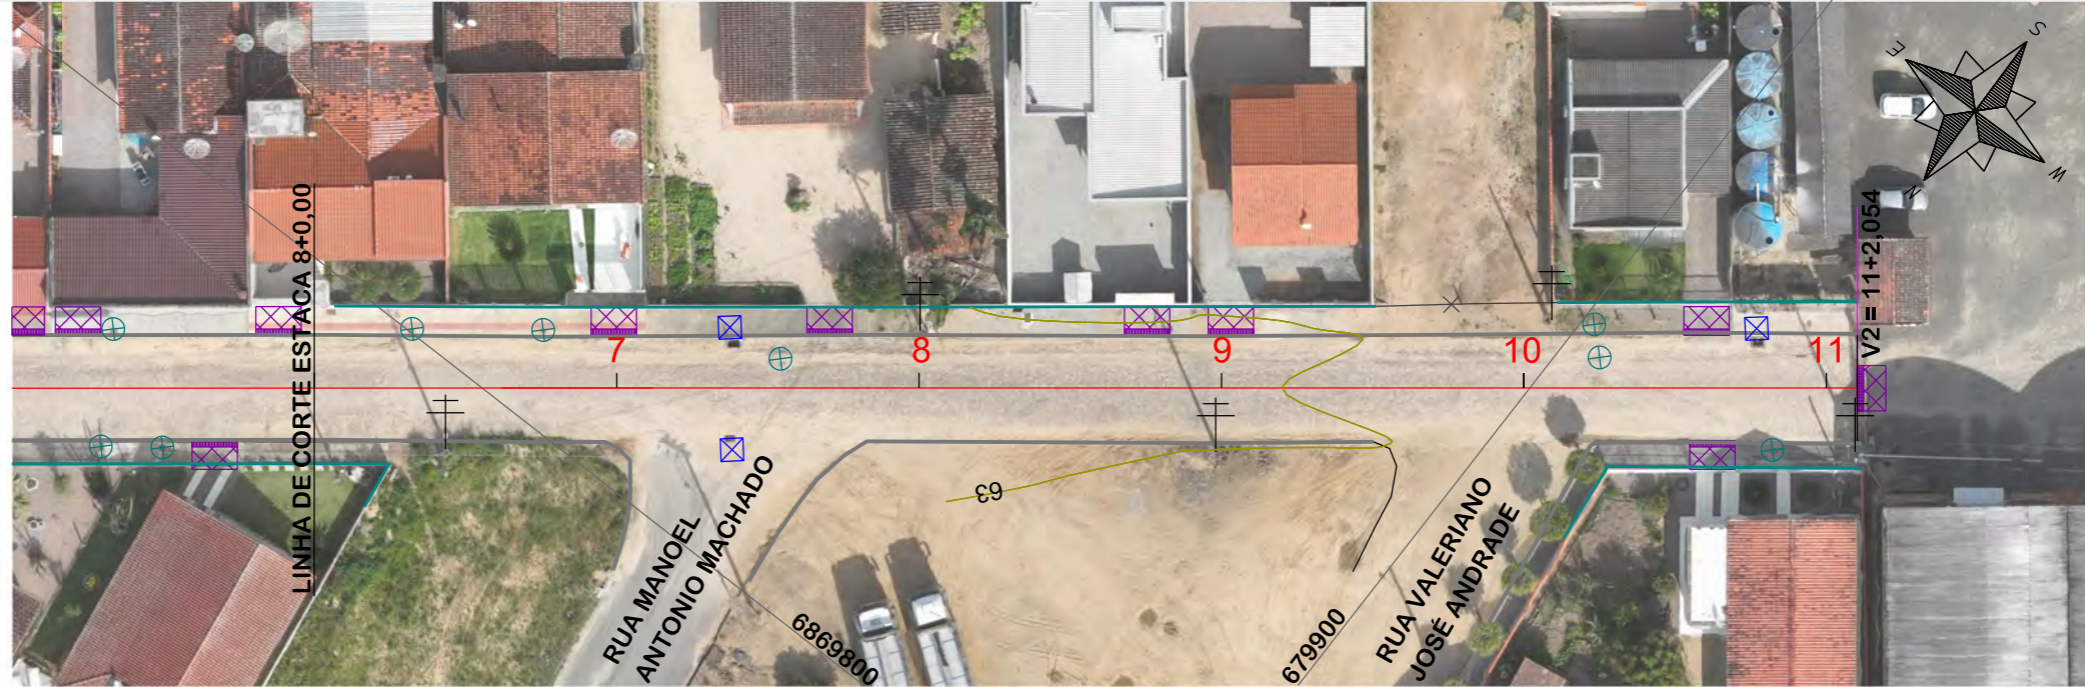 S
E
W
N
LINHA DE CORTE ESTACA 8+0,00
V2 = 11+2,054
7
8
9
10
11
63
RUA MANOEL
ANTONIO MACHADO
6869800
679900
RUA VALERIANO
JOSÉ ANDRADE